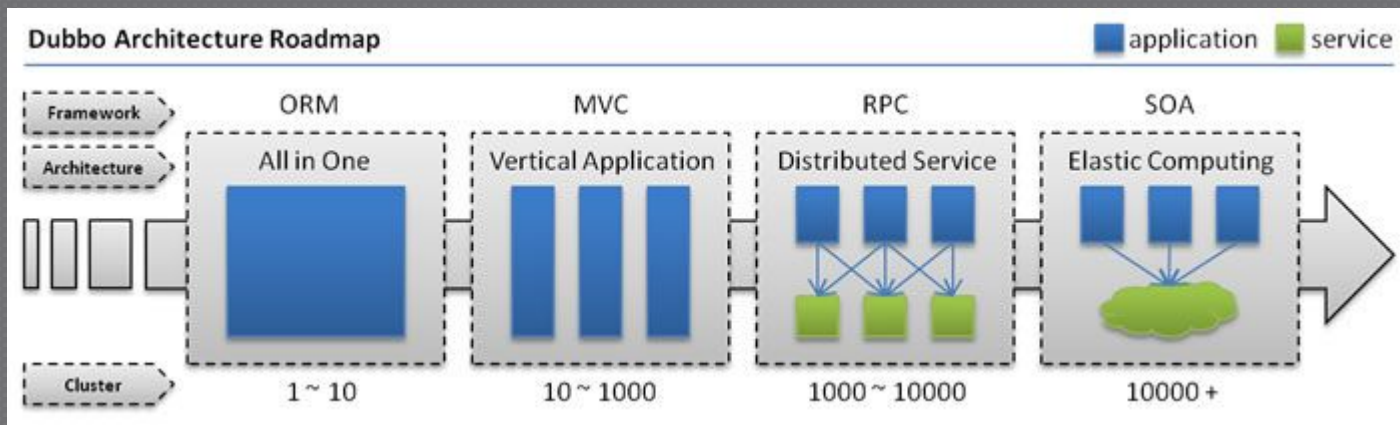 Dubbo Architecture Roadmap
application service
Framework ORM MVC RPC SOA
Architecture All in One Vertical Application Distributed Service Elastic Computing
Cluster 1 ~ 10 10 ~ 1000 1000 ~ 10000 10000 +